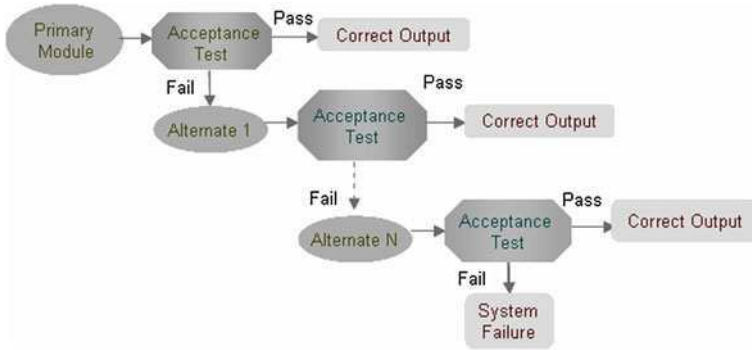 Primary
Module
Acceptance
Test
Pass
Correct Output
Fail
Alternate 1
Acceptance
Test
Pass
Correct Output
Fail
Alternate N
Acceptance
Test
Pass
Correct Output
Fail
System
Failure